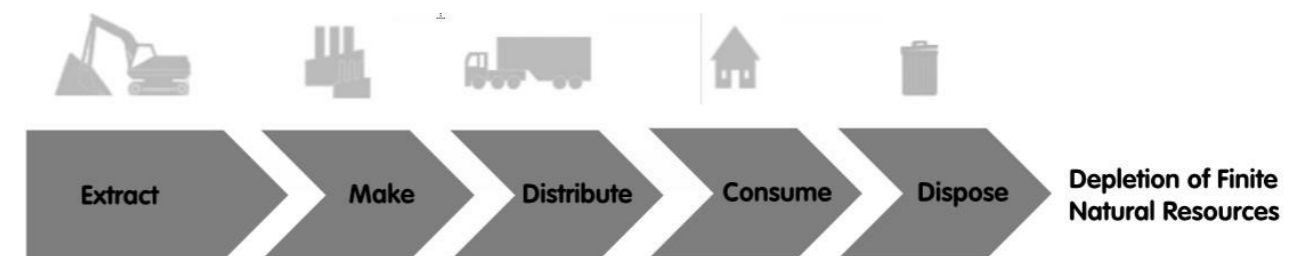 Extract
Make
Distribute
Consume
Dispose
Depletion of Finite
Natural Resources